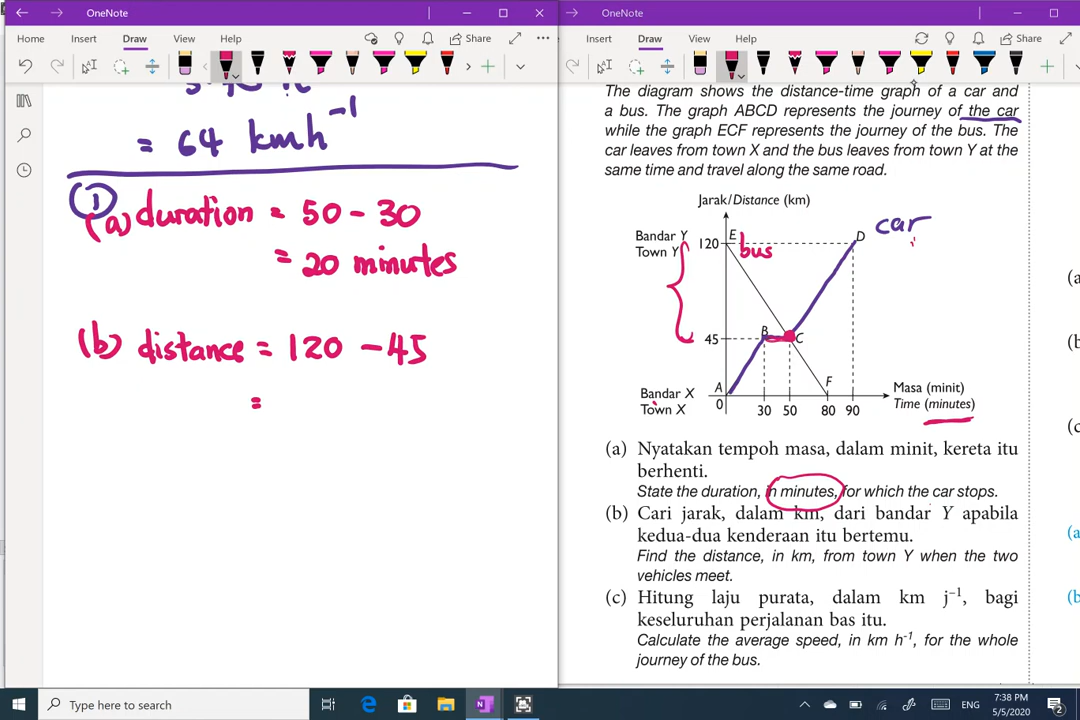 OneNote
OneNote
Home Insert Draw View Help Share
Insert Draw View Help Share
= 64 kmh⁻¹
①
(a) duration = 50 - 30
= 20 minutes
(b) distance = 120 - 45
=
The diagram shows the distance-time graph of a car and
a bus. The graph ABCD represents the journey of the car
while the graph ECF represents the journey of the bus. The
car leaves from town X and the bus leaves from town Y at the
same time and travel along the same road.
Jarak/Distance (km)
car
Bandar Y
Town Y
120
E
bus
D
45
B
C
Bandar X
Town X
A
0
F
30 50 80 90
Masa (minit)
Time (minutes)
(a) Nyatakan tempoh masa, dalam minit, kereta itu
berhenti.
State the duration, in minutes, for which the car stops.
(b) Cari jarak, dalam km, dari bandar Y apabila
kedua-dua kenderaan itu bertemu.
Find the distance, in km, from town Y when the two
vehicles meet.
(c) Hitung laju purata, dalam km j⁻¹, bagi
keseluruhan perjalanan bas itu.
Calculate the average speed, in km h⁻¹, for the whole
journey of the bus.
(a
(b
(c
(a
(b
Type here to search
ENG
7:38 PM
5/5/2020
2